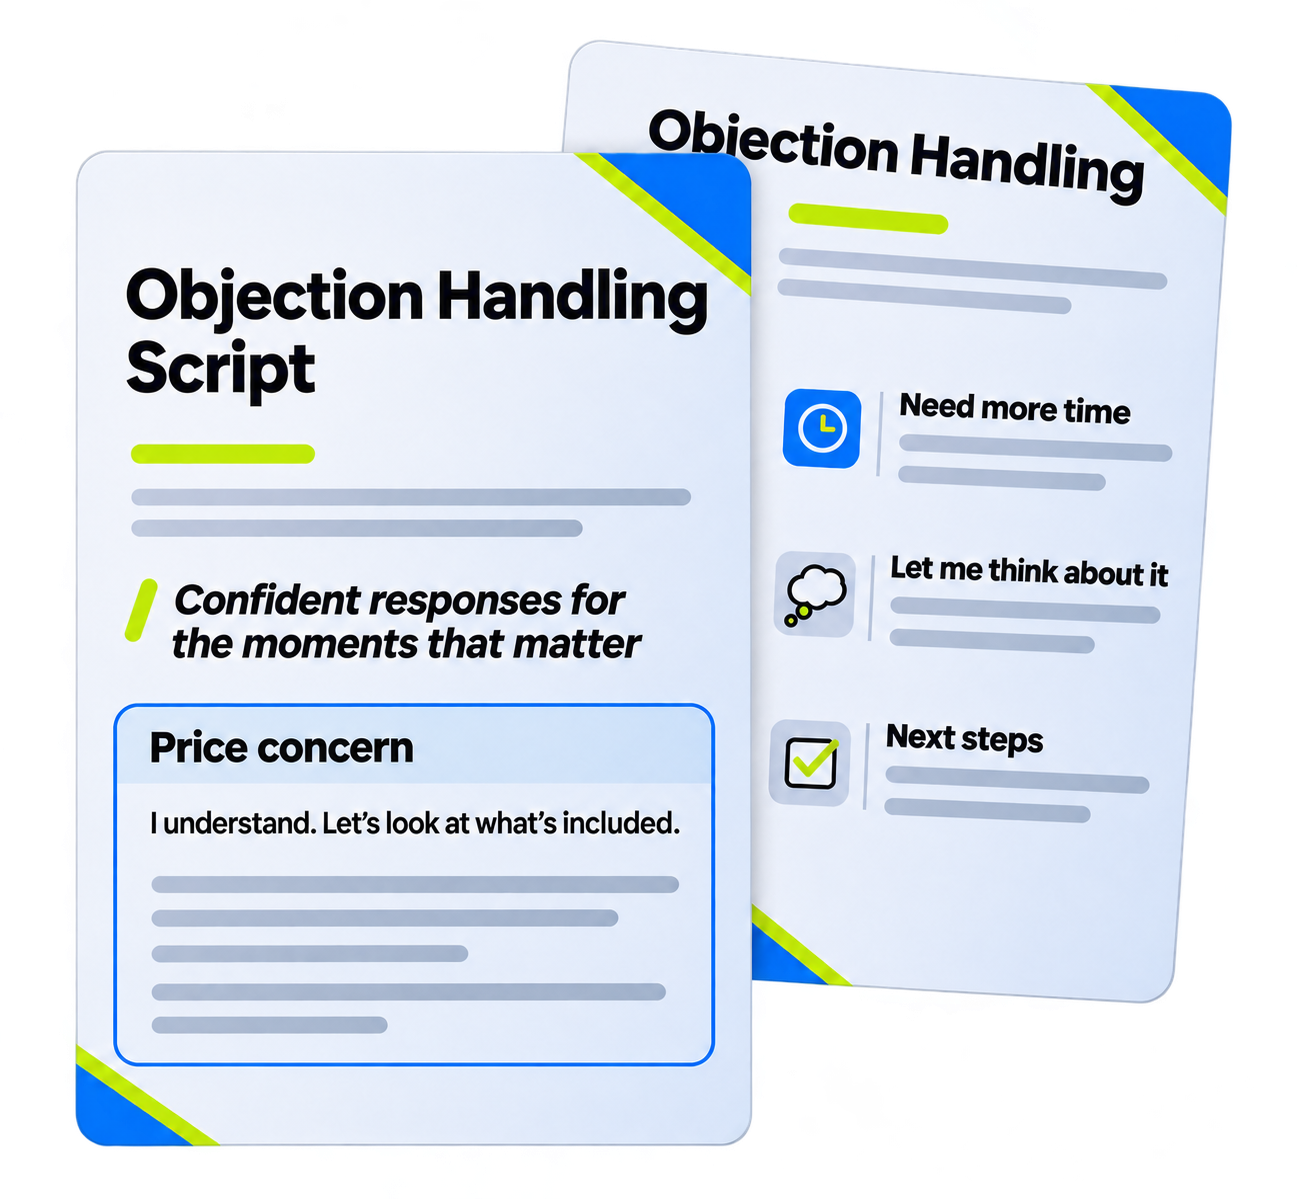 Objection Handling
Script
Confident responses for
the moments that matter
Price concern
I understand. Let's look at what's included.
Objection Handling
Need more time
Let me think about it
Next steps